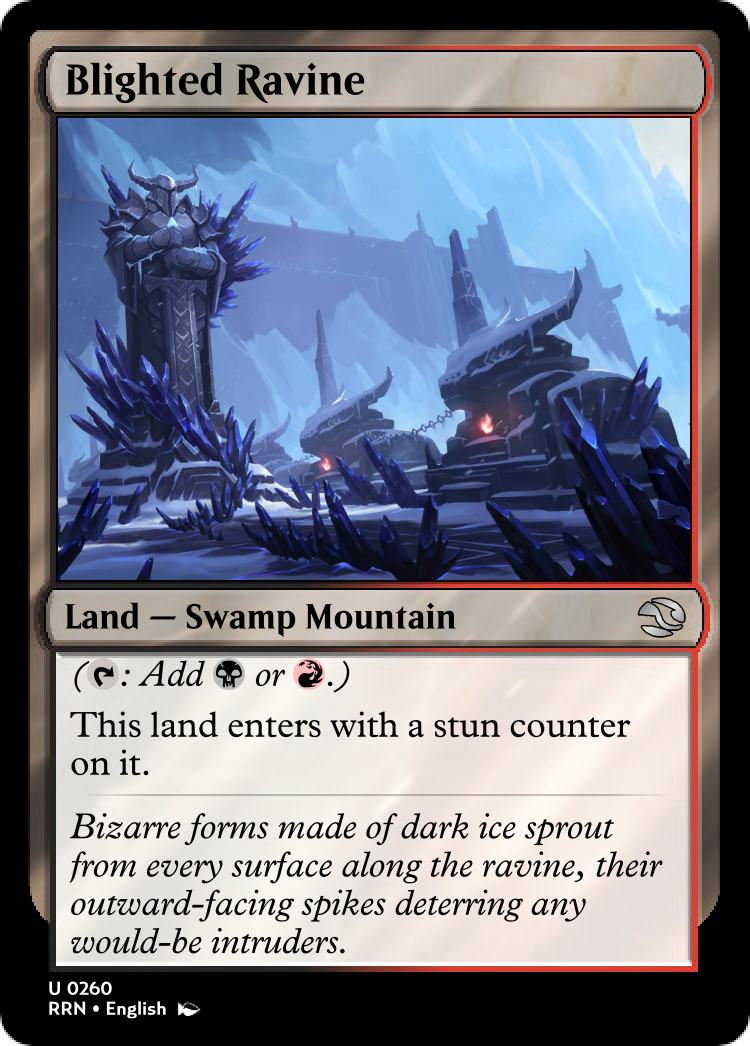 Blighted Ravine
Land — Swamp Mountain
(: Add or .)
This land enters with a stun counter
on it.
Bizarre forms made of dark ice sprout
from every surface along the ravine, their
outward-facing spikes deterring any
would-be intruders.
U 0260
RRN • English